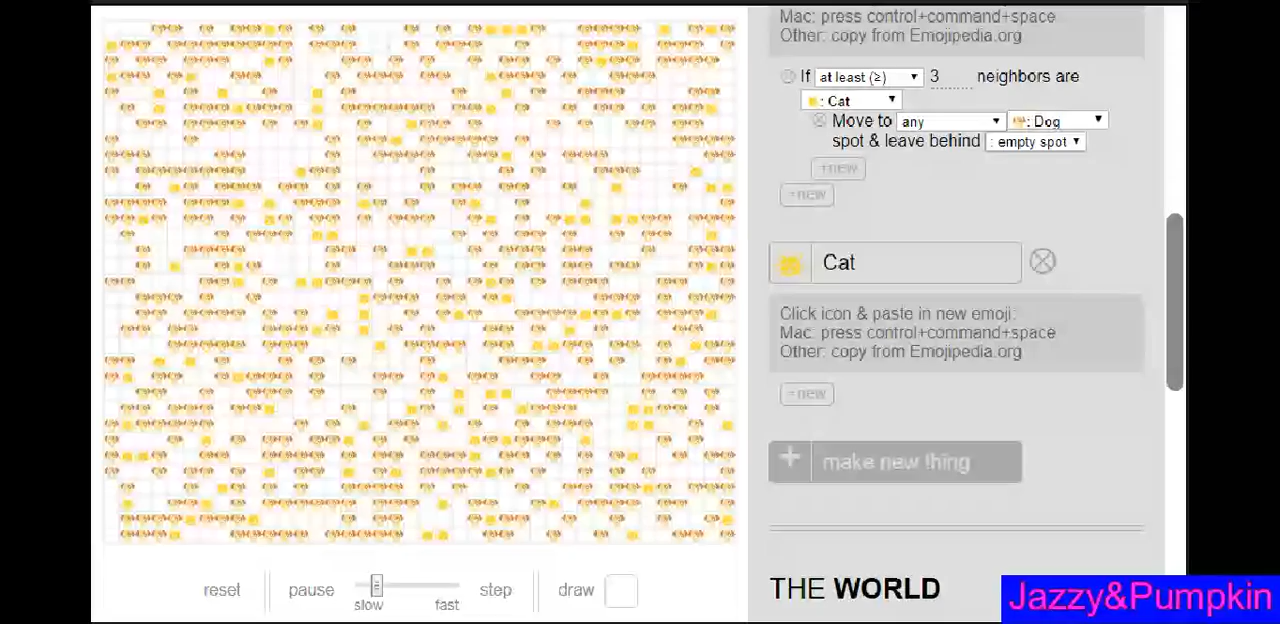 Mac: press control+command+space
Other: copy from Emojipedia.org
If at least (≥) 3 neighbors are
: Cat
Move to any : Dog
spot & leave behind : empty spot
+new
+new
Cat
Click icon & paste in new emoji:
Mac: press control+command+space
Other: copy from Emojipedia.org
+new
+ make new thing
THE WORLD
reset pause slow fast step draw
Jazzy&Pumpkin